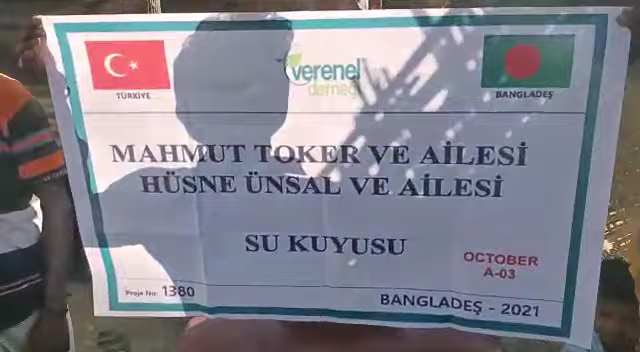 verenel
derneği
TÜRKİYE
BANGLADEŞ
MAHMUT TOKER VE AİLESİ
HÜSNE ÜNSAL VE AİLESİ
SU KUYUSU
OCTOBER
A-03
Proje No: 1380
BANGLADEŞ - 2021